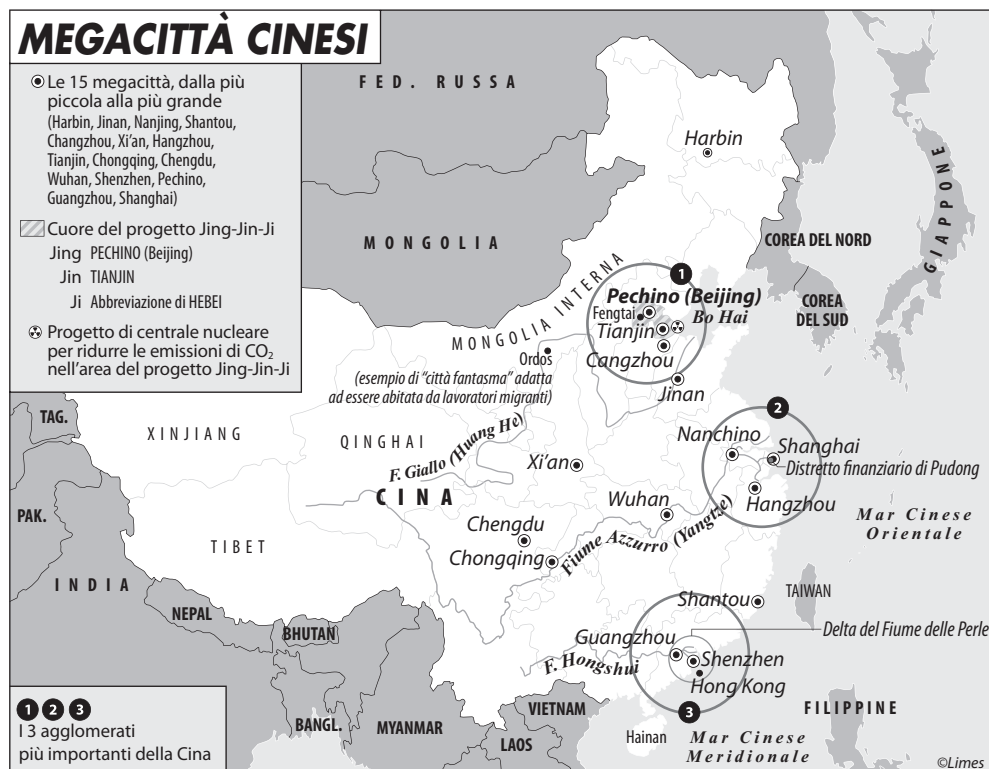 MEGACITTÀ CINESI
Le 15 megacittà, dalla più
piccola alla più grande
(Harbin, Jinan, Nanjing, Shantou,
Changzhou, Xi'an, Hangzhou,
Tianjin, Chongqing, Chengdu,
Wuhan, Shenzhen, Pechino,
Guangzhou, Shanghai)
Cuore del progetto Jing-Jin-Ji
Jing PECHINO (Beijing)
Jin TIANJIN
Ji Abbreviazione di HEBEI
Progetto di centrale nucleare
per ridurre le emissioni di CO₂
nell'area del progetto Jing-Jin-Ji
FED. RUSSA
Harbin
MONGOLIA
GIAPPONE
COREA DEL NORD
COREA
DEL SUD
MONGOLIA INTERNA
1
Pechino (Beijing)
Fengtai
Bo Hai
Tianjin
Cangzhou
Jinan
Ordos
(esempio di "città fantasma" adatta
ad essere abitata da lavoratori migranti)
TAG.
XINJIANG
QINGHAI
F. Giallo (Huang He)
CINA
Xi'an
2
Nanchino
Shanghai
Distretto finanziario di Pudong
Hangzhou
Wuhan
Fiume Azzurro (Yangtze)
Mar Cinese
Orientale
PAK.
TIBET
Chengdu
Chongqing
INDIA
NEPAL
BHUTAN
Shantou
TAIWAN
Guangzhou
Delta del Fiume delle Perle
F. Hongshui
Shenzhen
Hong Kong
3
BANGL.
MYANMAR
VIETNAM
LAOS
Hainan
Mar Cinese
Meridionale
FILIPPINE
1 2 3
I 3 agglomerati
più importanti della Cina
©Limes